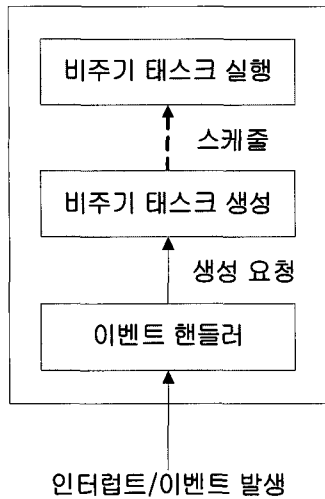 비주기 태스크 실행
스케줄
비주기 태스크 생성
생성 요청
이벤트 핸들러
인터럽트/이벤트 발생